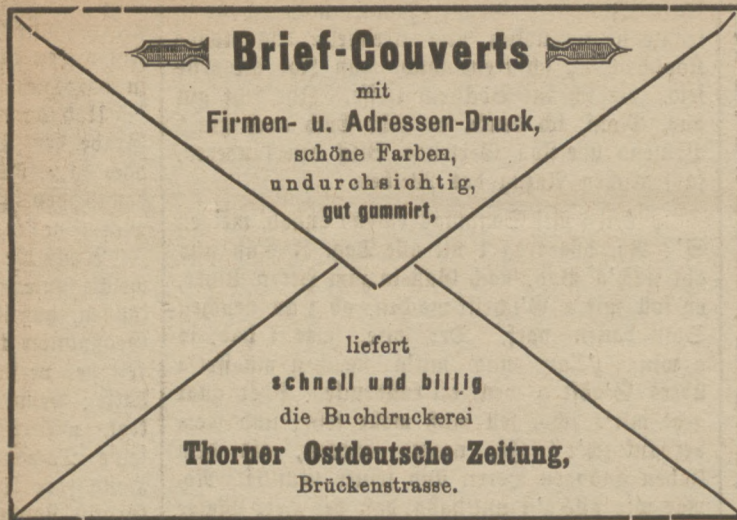 Brief-Couverts
mit
Firmen- u. Adressen-Druck,
schöne Farben,
undurchsichtig,
gut gummirt,
liefert
schnell und billig
die Buchdruckerei
Thorner Ostdeutsche Zeitung,
Brückenstrasse.